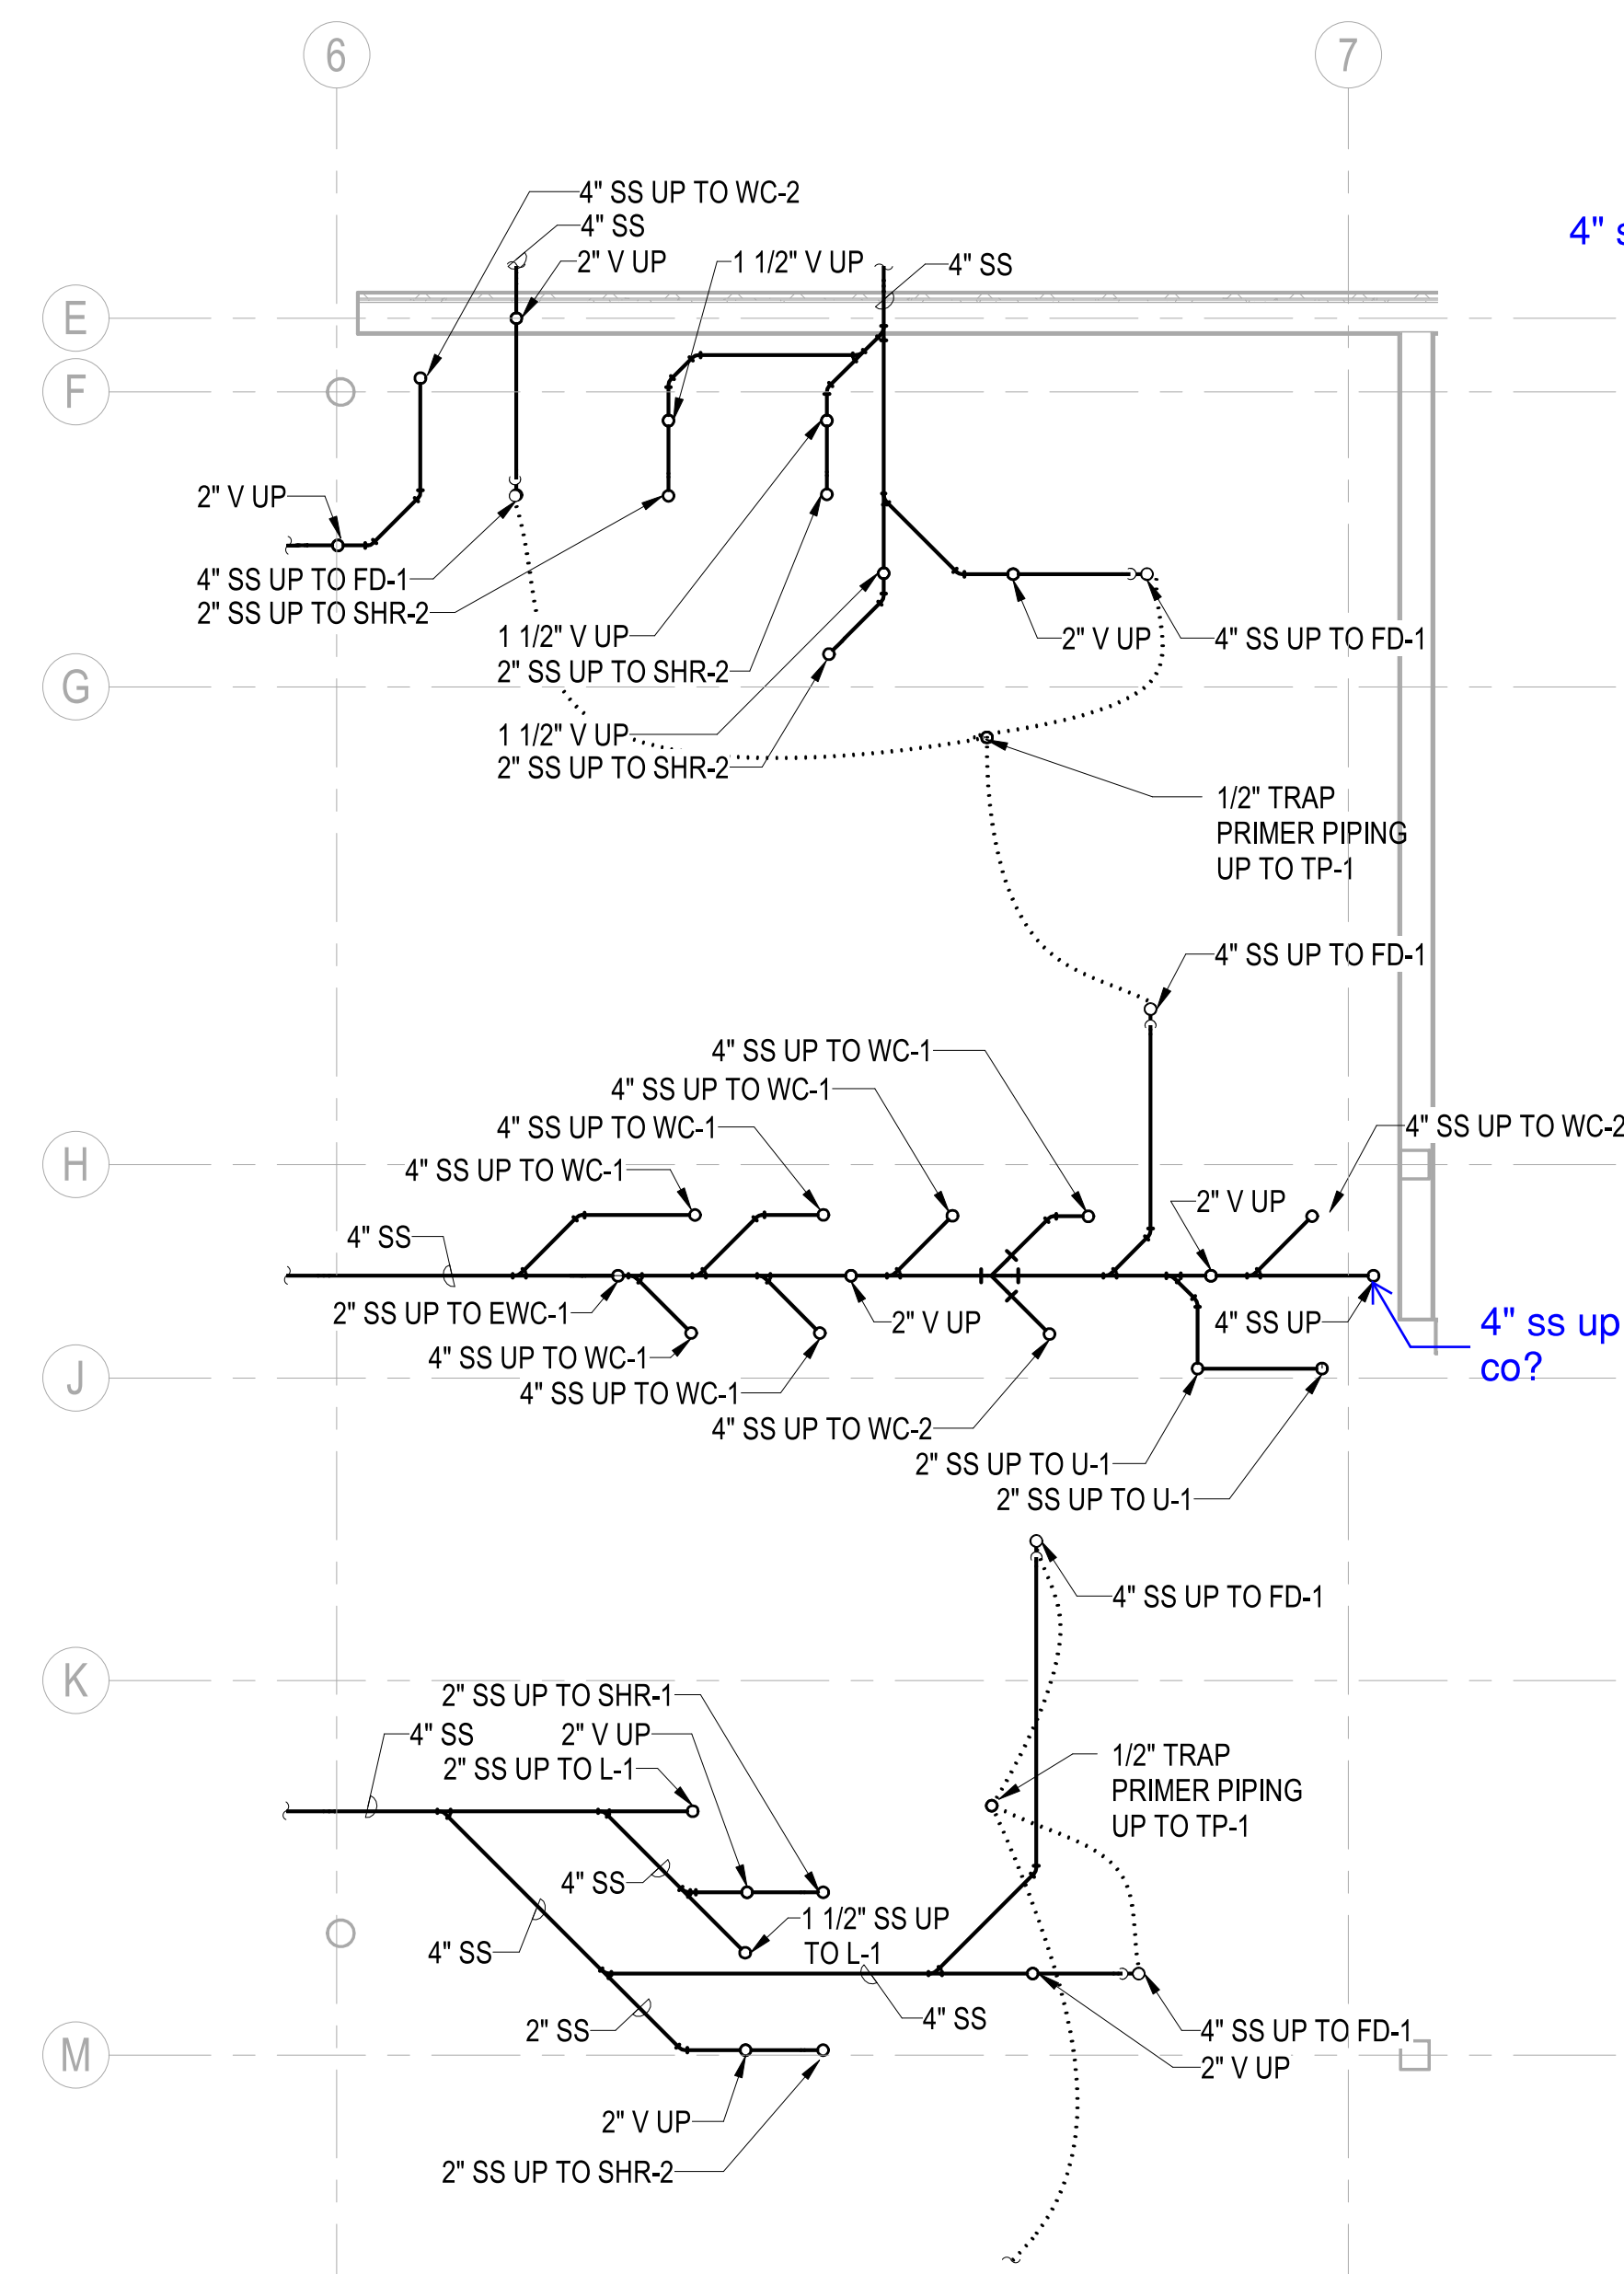 6
7
4" SS UP TO WC-2
4" SS
2" V UP
1 1/2" V UP
4" SS
4" s
E
F
2" V UP
4" SS UP TO FD-1
2" SS UP TO SHR-2
1 1/2" V UP
2" SS UP TO SHR-2
2" V UP
4" SS UP TO FD-1
G
1 1/2" V UP
2" SS UP TO SHR-2
1/2" TRAP
PRIMER PIPING
UP TO TP-1
4" SS UP TO FD-1
4" SS UP TO WC-1
4" SS UP TO WC-1
4" SS UP TO WC-1
4" SS UP TO WC-1
H
4" SS UP TO WC-2
2" V UP
4" SS
2" SS UP TO EWC-1
2" V UP
4" SS UP
4" ss up
co?
4" SS UP TO WC-1
4" SS UP TO WC-1
J
4" SS UP TO WC-2
2" SS UP TO U-1
2" SS UP TO U-1
4" SS UP TO FD-1
K
2" SS UP TO SHR-1
4" SS
2" V UP
2" SS UP TO L-1
1/2" TRAP
PRIMER PIPING
UP TO TP-1
4" SS
1 1/2" SS UP
TO L-1
4" SS
2" SS
4" SS
4" SS UP TO FD-1
2" V UP
M
2" V UP
2" SS UP TO SHR-2